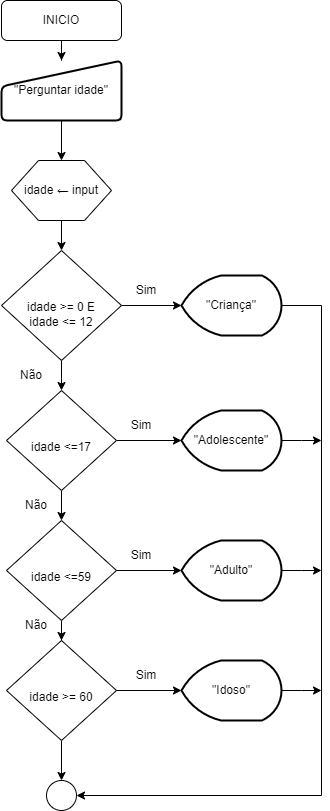 INICIO
"Perguntar idade"
idade ← input
idade >= 0 E
idade <= 12
Sim
"Criança"
Não
idade <=17
Sim
"Adolescente"
Não
idade <=59
Sim
"Adulto"
Não
idade >= 60
Sim
"Idoso"